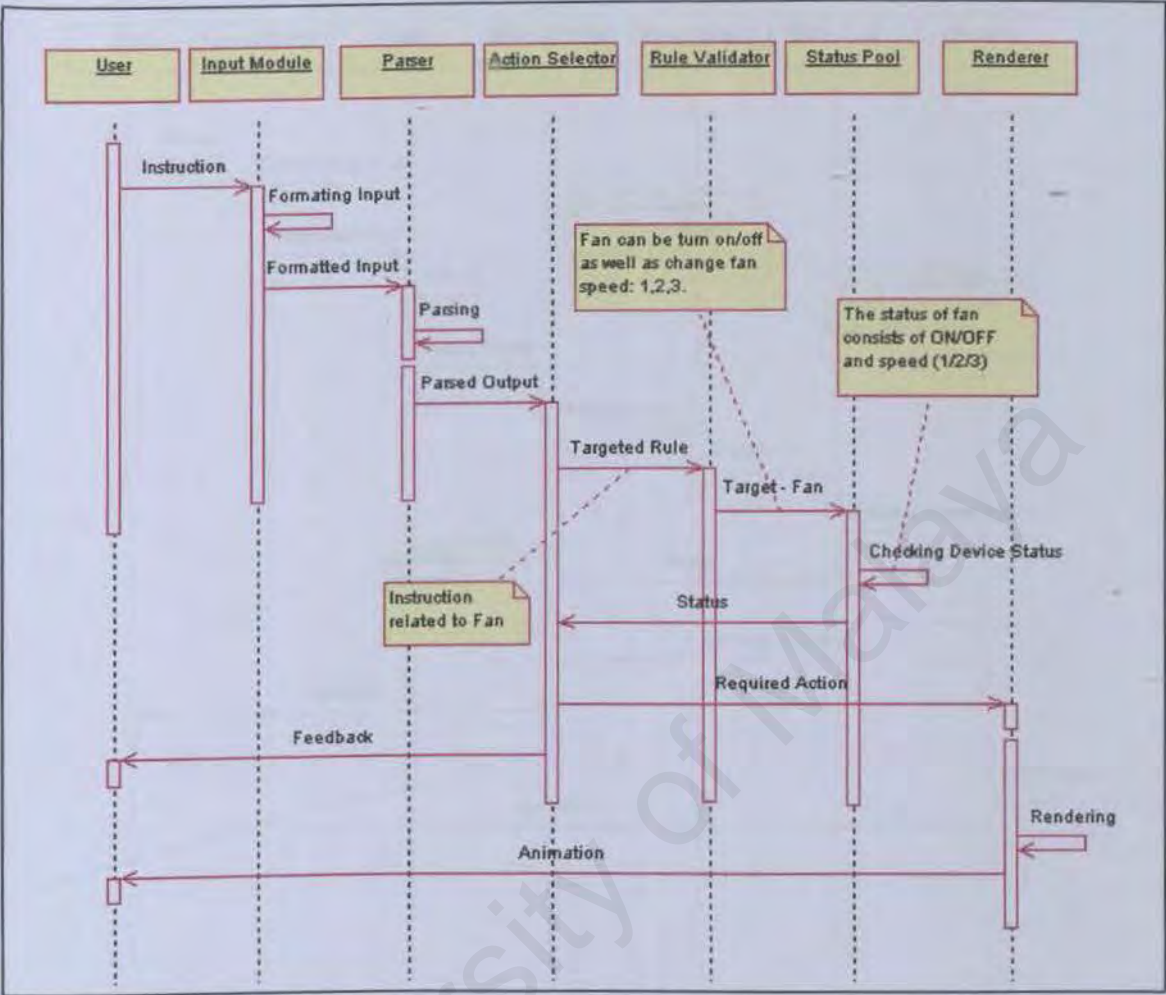 User
Input Module
Parser
Action Selector
Rule Validator
Status Pool
Renderer
Instruction
Formating Input
Formatted Input
Fan can be turn on/off
as well as change fan
speed: 1,2,3.
Parsing
The status of fan
consists of ON/OFF
and speed (1/2/3)
Parsed Output
Targeted Rule
Target - Fan
Checking Device Status
Instruction
related to Fan
Status
Required Action
Feedback
Rendering
Animation
University of Malaya